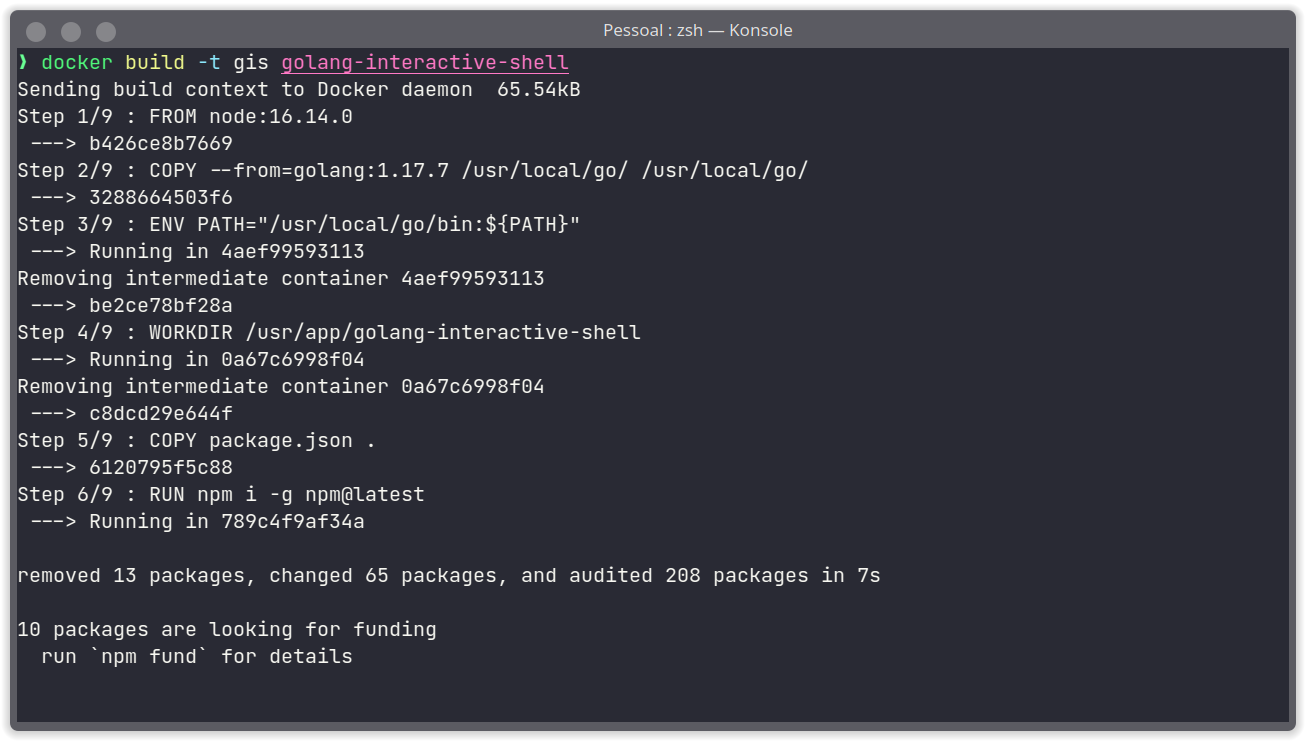 Pessoal : zsh — Konsole
❫ docker build -t gis golang-interactive-shell
Sending build context to Docker daemon  65.54kB
Step 1/9 : FROM node:16.14.0
 ---> b426ce8b7669
Step 2/9 : COPY --from=golang:1.17.7 /usr/local/go/ /usr/local/go/
 ---> 3288664503f6
Step 3/9 : ENV PATH="/usr/local/go/bin:${PATH}"
 ---> Running in 4aef99593113
Removing intermediate container 4aef99593113
 ---> be2ce78bf28a
Step 4/9 : WORKDIR /usr/app/golang-interactive-shell
 ---> Running in 0a67c6998f04
Removing intermediate container 0a67c6998f04
 ---> c8dcd29e644f
Step 5/9 : COPY package.json .
 ---> 6120795f5c88
Step 6/9 : RUN npm i -g npm@latest
 ---> Running in 789c4f9af34a
removed 13 packages, changed 65 packages, and audited 208 packages in 7s
10 packages are looking for funding
  run `npm fund` for details